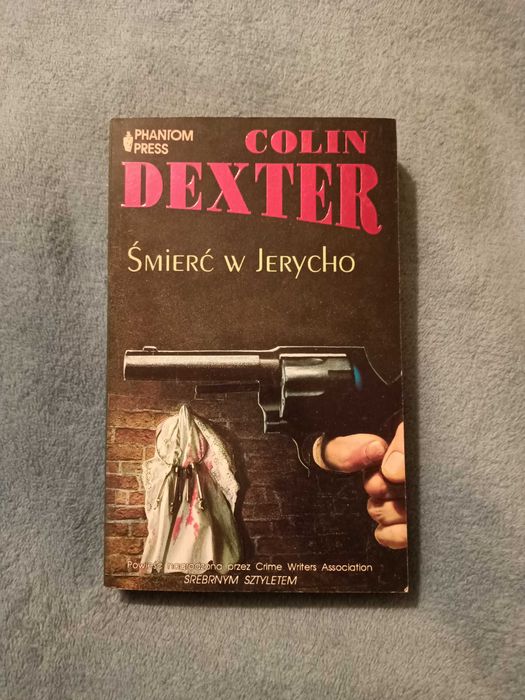 PHANTOM
PRESS
COLIN
DEXTER
ŚMIERĆ W JERYCHO
Powieść nagrodzona przez Crime Writers Association
SREBRNYM SZTYLETEM